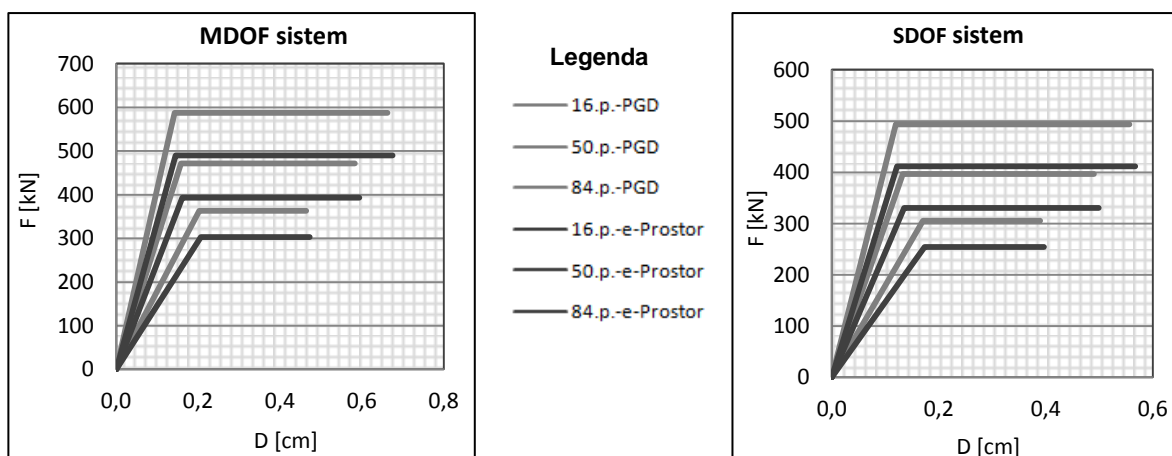 MDOF sistem
F [kN]
700
600
500
400
300
200
100
0
0,0 0,2 0,4 0,6 0,8
D [cm]
Legenda
16.p.-PGD
50.p.-PGD
84.p.-PGD
16.p.-e-Prostor
50.p.-e-Prostor
84.p.-e-Prostor
SDOF sistem
F [kN]
600
500
400
300
200
100
0
0,0 0,2 0,4 0,6
D [cm]